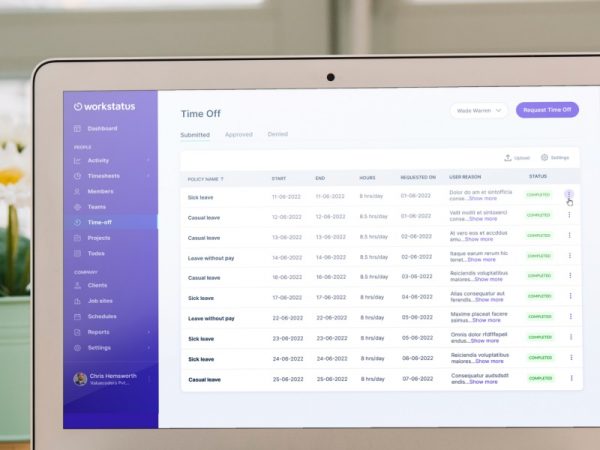 workstatus
Dashboard
PEOPLE
Activity
Timesheets
Members
Teams
Time-off
Projects
Todos
COMPANY
Clients
Job sites
Schedules
Reports
Settings
Chris Hemsworth
Time Off
Wade Warren
Request Time Off
Submitted Approved Denied
Upload Settings
POLICY NAME START END HOURS REQUESTED ON USER REASON STATUS
Sick leave 11-06-2022 11-06-2022 8 hrs/day 01-06-2022 Dolor do am et sintofficia COMPLETED
conse...Show more
Casual leave 12-06-2022 12-06-2022 8.5 hrs/day 01-06-2022 Velit mollit et sintoserci COMPLETED
conse...Show more
Casual leave 13-06-2022 13-06-2022 8.5 hrs/day 02-06-2022 At vero eos et accddus COMPLETED
emo...Show more
Leave without pay 14-06-2022 14-06-2022 8.5 hrs/day 02-06-2022 Itaque earum rerum hic COMPLETED
tenet...Show more
Casual leave 18-06-2022 18-06-2022 8.5 hrs/day 03-06-2022 Reiciendis voluptatibus COMPLETED
maiores...Show more
Sick leave 21-06-2022 21-06-2022 8 hrs/day 04-06-2022 Alias consequatur aut COMPLETED
ferendis...Show more
Leave without pay 22-06-2022 22-06-2022 8 hrs/day 05-06-2022 Maxime placeat facere COMPLETED
possim...Show more
Sick leave 23-06-2022 23-06-2022 8 hrs/day 05-06-2022 Omnis dolor COMPLETED
endus...Show more
Sick leave 24-06-2022 24-06-2022 8 hrs/day 06-06-2022 Reiciendis voluptatibus COMPLETED
maiores...Show more
Casual leave 25-06-2022 25-06-2022 8 hrs/day 07-06-2022 Consequatur audsdsdt COMPLETED
endis...Show more